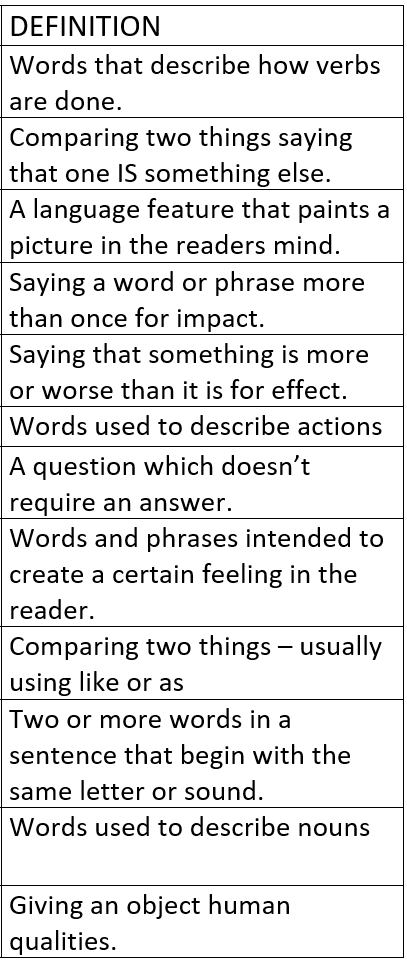 DEFINITION
Words that describe how verbs
are done.
Comparing two things saying
that one IS something else.
A language feature that paints a
picture in the readers mind.
Saying a word or phrase more
than once for impact.
Saying that something is more
or worse than it is for effect.
Words used to describe actions
A question which doesn’t
require an answer.
Words and phrases intended to
create a certain feeling in the
reader.
Comparing two things – usually
using like or as
Two or more words in a
sentence that begin with the
same letter or sound.
Words used to describe nouns
Giving an object human
qualities.